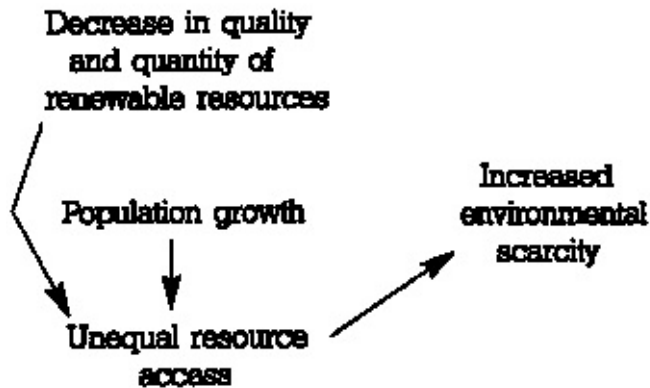 Decrease in quality
and quantity of
renewable resources
Population growth
Unequal resource
access
Increased
environmental
scarcity